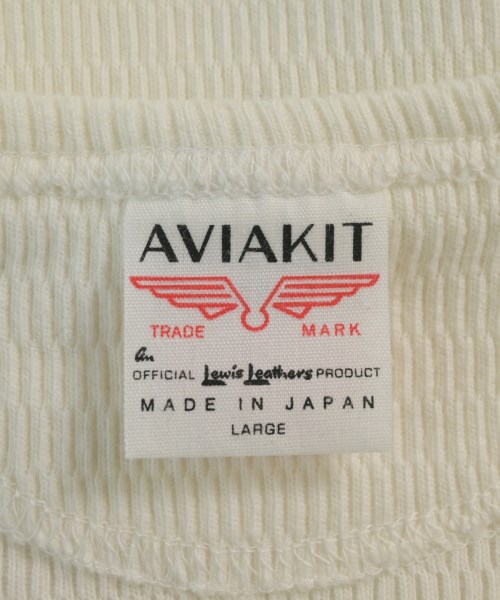 AVIAKIT
TRADE MARK
An
OFFICIAL Lewis Leathers PRODUCT
MADE IN JAPAN
LARGE